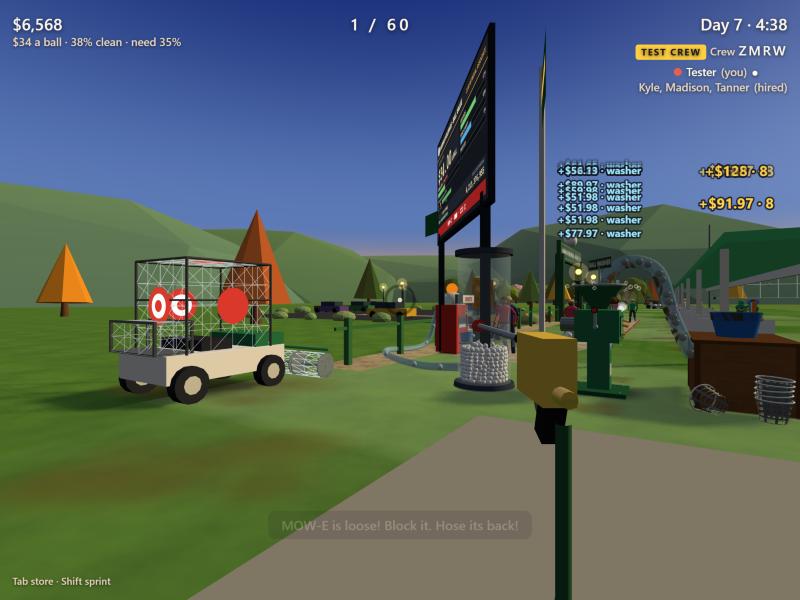 $6,568
$34 a ball · 38% clean · need 35%
1 / 60
Day 7 · 4:38
TEST CREW Crew ZMRW
Tester (you)
Kyle, Madison, Tanner (hired)
+$51.98 · washer
+$51.98 · washer
+$51.98 · washer
+$77.97 · washer
+$91.97 · 8
MOW-E is loose! Block it. Hose its back!
Tab store · Shift sprint